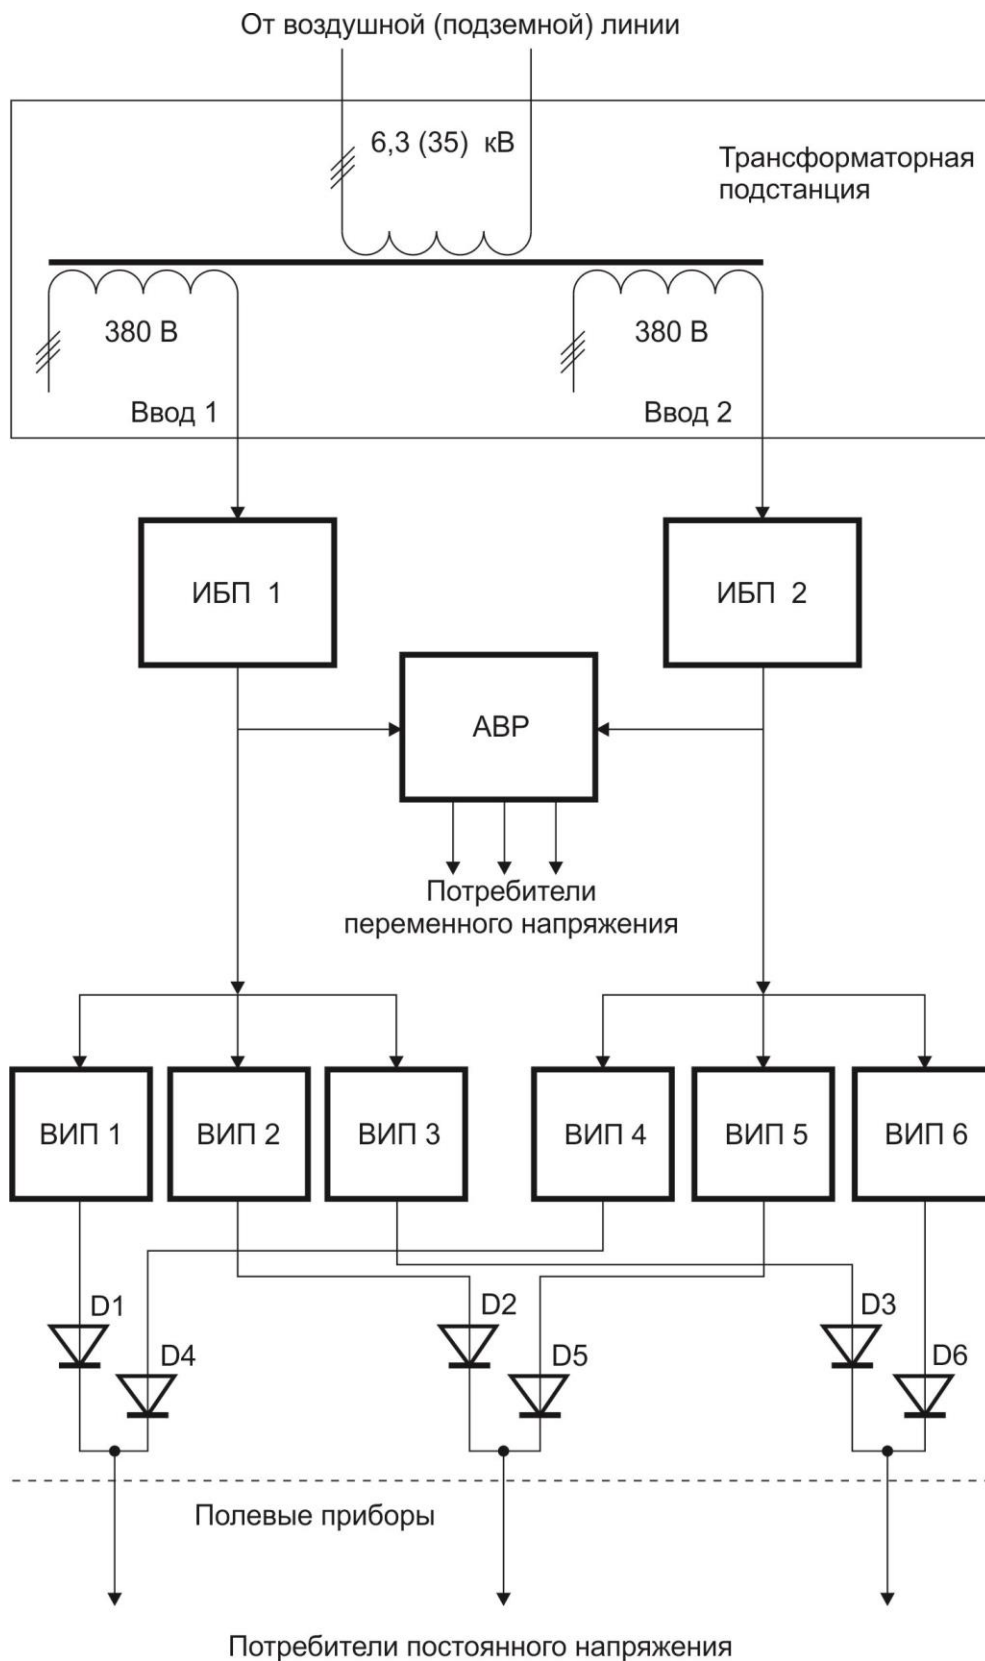 От воздушной (подземной) линии
6,3 (35) кВ
Трансформаторная
подстанция
380 В
380 В
Ввод 1
Ввод 2
ИБП 1
ИБП 2
АВР
Потребители
переменного напряжения
ВИП 1
ВИП 2
ВИП 3
ВИП 4
ВИП 5
ВИП 6
D1
D4
D2
D5
D3
D6
Полевые приборы
Потребители постоянного напряжения